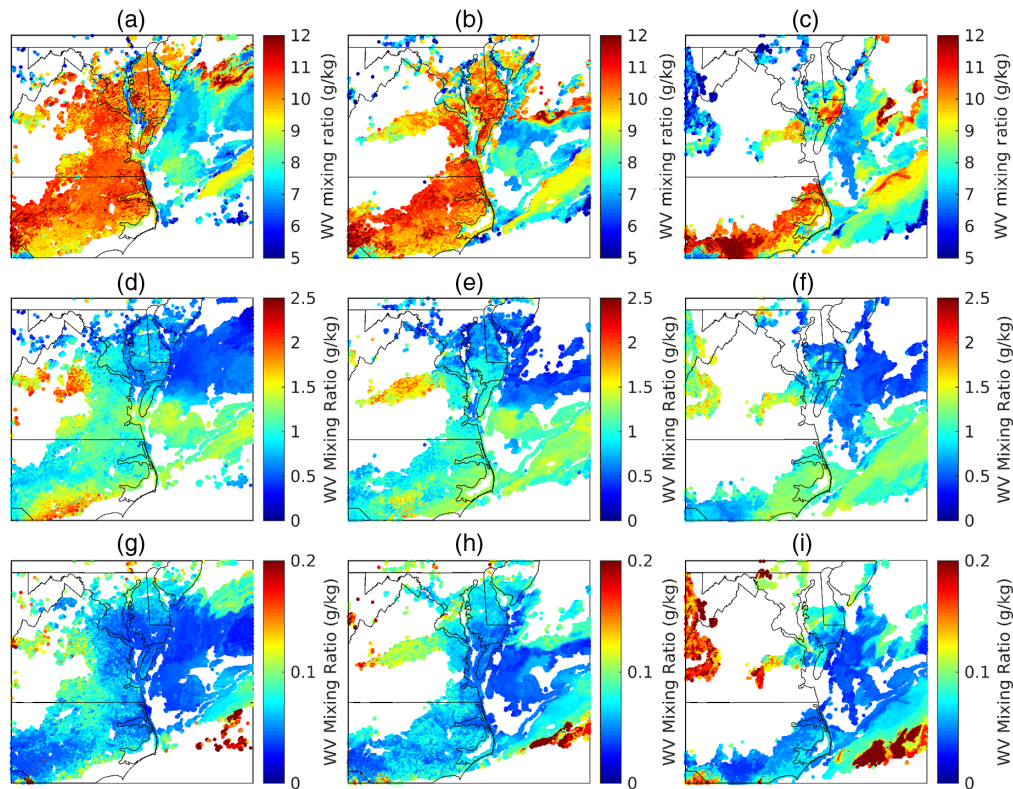 (a) (b) (c)
12 12 12
11 11 11
10 10 10
9 9 9
8 8 8
7 7 7
6 6 6
5 5 5
WV mixing ratio (g/kg) WV mixing ratio (g/kg) WV mixing ratio (g/kg)
(d) (e) (f)
2.5 2.5 2.5
2 2 2
1.5 1.5 1.5
1 1 1
0.5 0.5 0.5
0 0 0
WV Mixing Ratio (g/kg) WV Mixing Ratio (g/kg) WV Mixing Ratio (g/kg)
(g) (h) (i)
0.2 0.2 0.2
0.1 0.1 0.1
0 0 0
WV Mixing Ratio (g/kg) WV Mixing Ratio (g/kg) WV Mixing Ratio (g/kg)